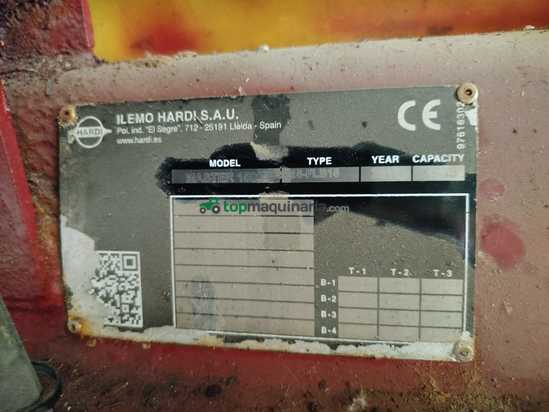 HARDI
ILEMO HARDI S.A.U.
Pol. ind. "El Segre", 712 - 25191 Lleida - Spain
www.hardi.es
CE
97616302
MODEL TYPE YEAR CAPACITY
MASTER
topmaquinaria.com
T-1 T-2 T-3
B-1
B-2
B-3
B-4